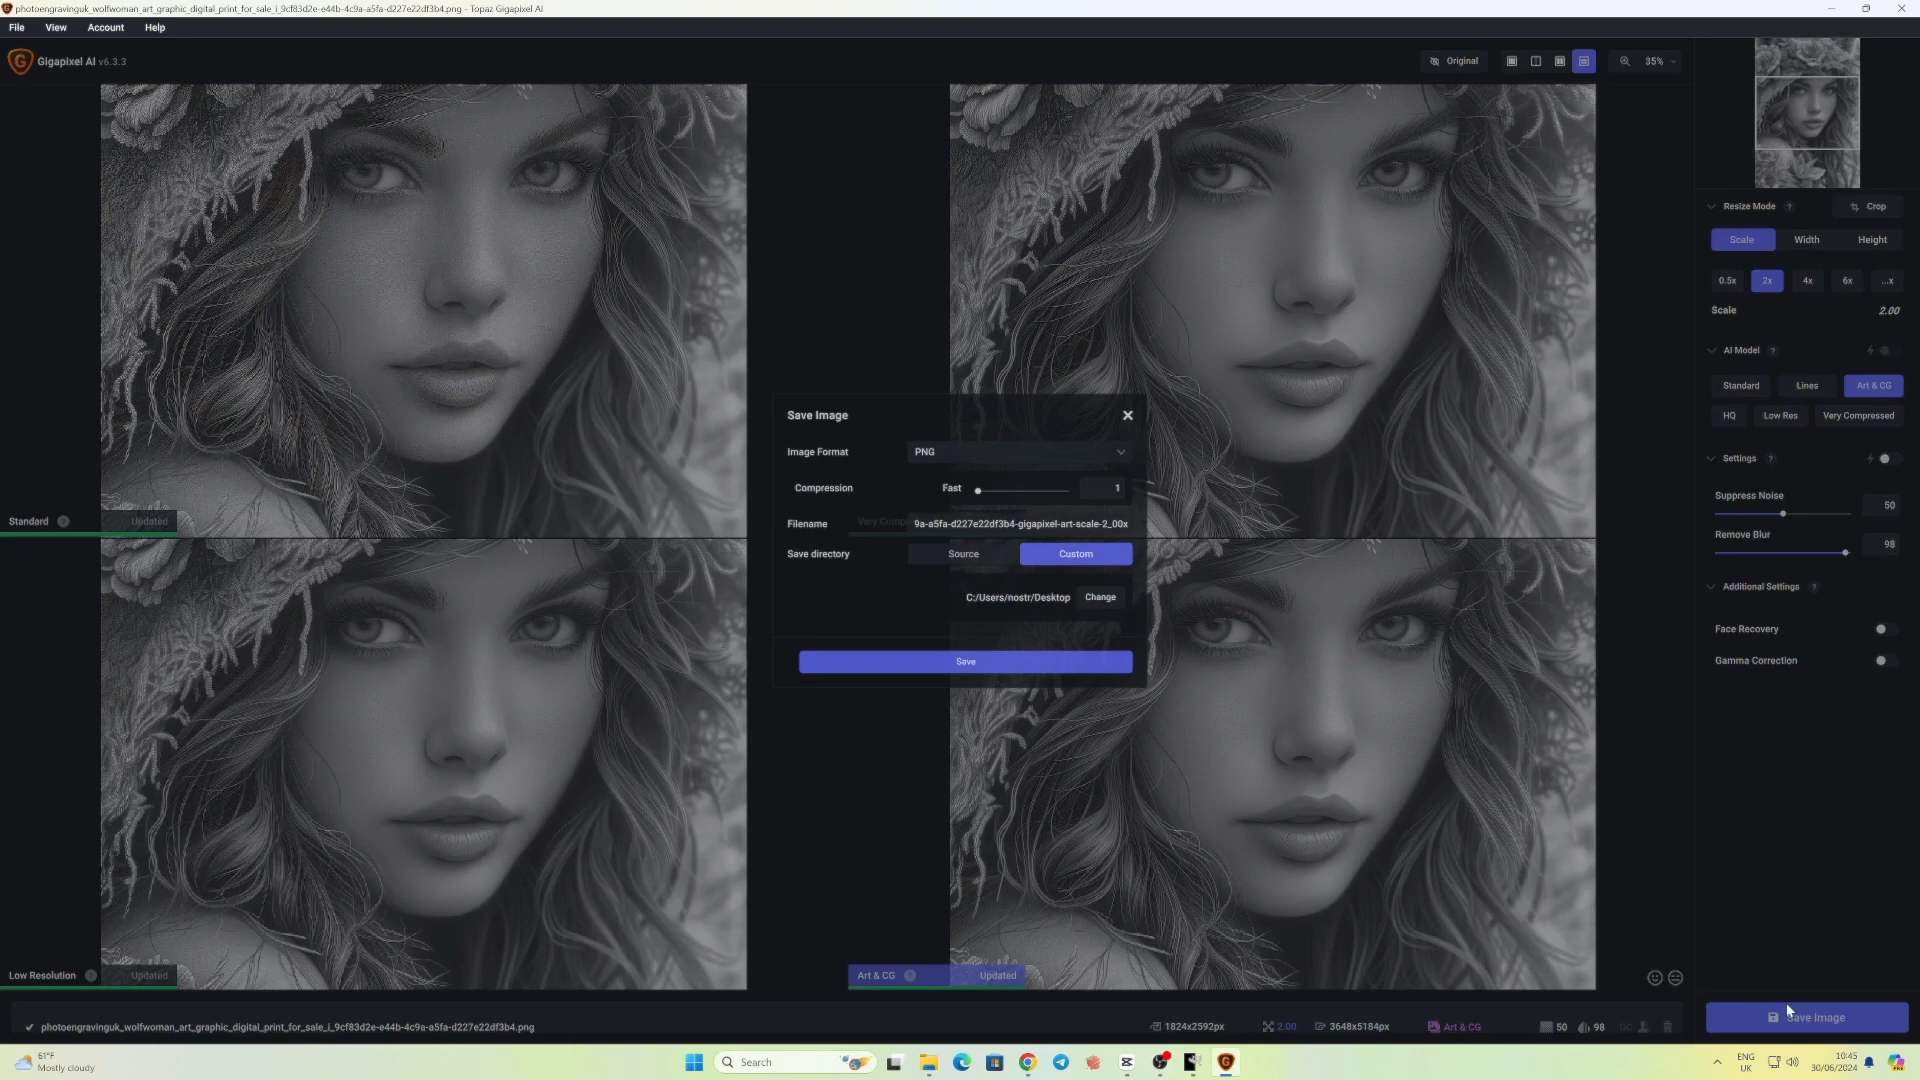 photoengravinguk_wolfwoman_art_graphic_digital_print_for_sale_i_9cf83d2e-e44b-4c9a-a5fa-d227e22df3b4.png - Topaz Gigapixel AI
File View Account Help
Gigapixel AI v6.3.3
Original
35%
Resize Mode ?
Crop
Scale Width Height
0.5x 2x 4x 6x ...x
Scale 2.00
AI Model ?
Standard Lines Art & CG
HQ Low Res Very Compressed
Settings ?
Suppress Noise
50
Remove Blur
98
Additional Settings ?
Face Recovery
Gamma Correction
Save Image
Image Format PNG
Compression Fast 1
Filename 9a-a5fa-d227e22df3b4-gigapixel-art-scale-2_00x
Save directory Source Custom
C:/Users/nostr/Desktop Change
Save
Standard Updated
Low Resolution Updated
Art & CG Updated
photoengravinguk_wolfwoman_art_graphic_digital_print_for_sale_i_9cf83d2e-e44b-4c9a-a5fa-d227e22df3b4.png
1824x2592px 2.00 3648x5184px Art & CG 50 98 GC
Save Image
61°F
Mostly cloudy
Search
ENG
UK
10:45
30/06/2024